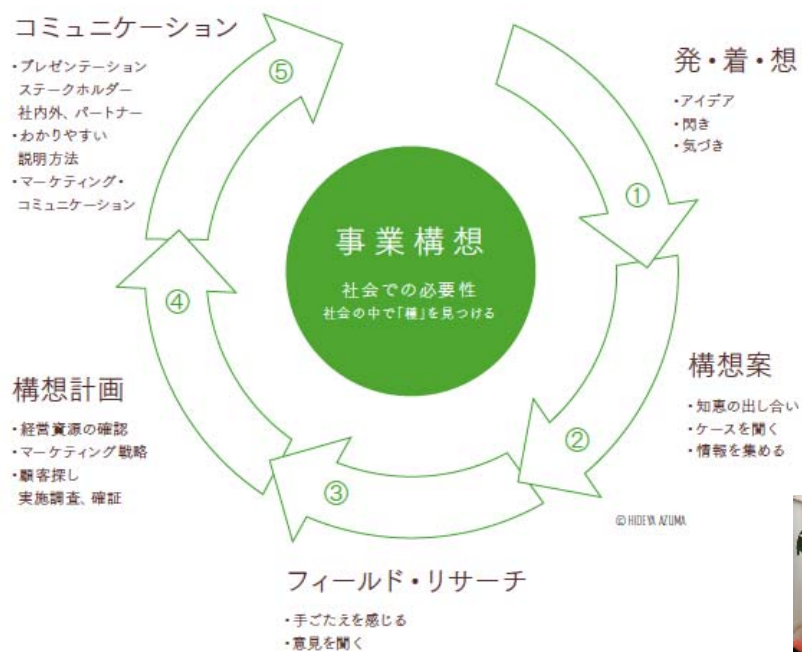 コミュニケーション
・プレゼンテーション
ステークホルダー
社内外、パートナー
・わかりやすい
説明方法
・マーケティング・
コミュニケーション
⑤
発・着・想
・アイデア
・閃き
・気づき
①
事業構想
社会での必要性
社会の中で「種」を見つける
④
構想計画
・経営資源の確認
・マーケティング戦略
・顧客探し
実施調査、確証
構想案
・知恵の出し合い
・ケースを聞く
・情報を集める
②
③
© HIDEYA AZUMA
フィールド・リサーチ
・手ごたえを感じる
・意見を聞く